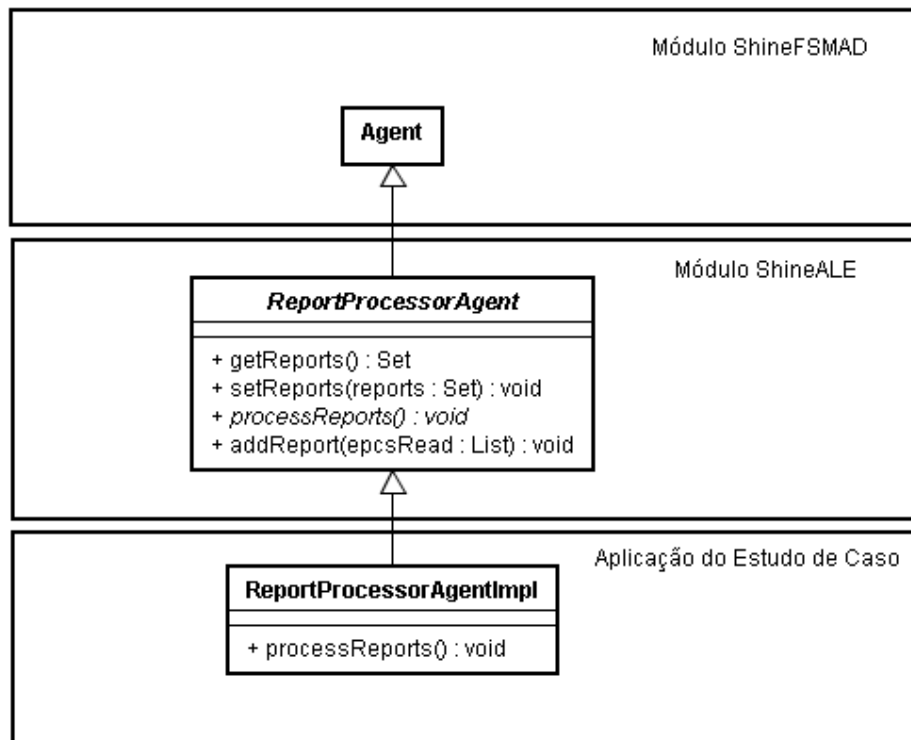 Módulo ShineFSMAD
Agent
Módulo ShineALE
ReportProcessorAgent
+ getReports() : Set
+ setReports(reports : Set) : void
+ processReports() : void
+ addReport(epcsRead : List) : void
Aplicação do Estudo de Caso
ReportProcessorAgentImpl
+ processReports() : void